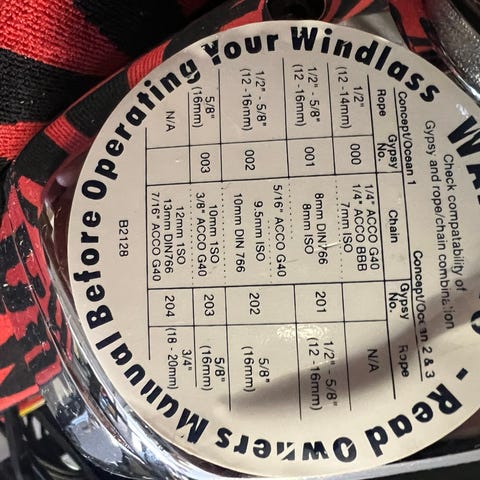 WA
Read Owners Manual Before Operating Your Windlass
Check compatability of
Gypsy and rope/chain combination
Concept/Ocean 1 Concept/Ocean 2 & 3
Rope Gypsy No. Chain Gypsy No. Rope
1/2" 000 1/4" ACCO G40 N/A
(12 -14mm) 1/4" ACCO BBB
7mm ISO
1/2" - 5/8" 001 8mm DIN766 201 1/2" - 5/8"
(12 -16mm) 8mm ISO (12 -16mm)
1/2" - 5/8" 002 5/16" ACCO G40 202 5/8"
(12 -16mm) 9.5mm ISO (16mm)
10mm DIN 766
5/8" 003 10mm ISO 203 5/8"
(16mm) 3/8" ACCO G40 (16mm)
N/A 12mm ISO 204 3/4"
13mm DIN766 (18 - 20mm)
7/16" ACCO G40
B2128